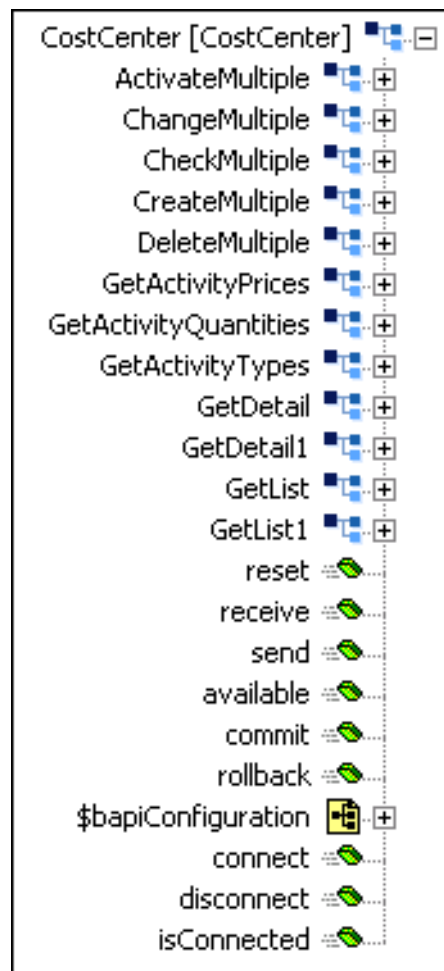 CostCenter [CostCenter]
ActivateMultiple
ChangeMultiple
CheckMultiple
CreateMultiple
DeleteMultiple
GetActivityPrices
GetActivityQuantities
GetActivityTypes
GetDetail
GetDetail1
GetList
GetList1
reset
receive
send
available
commit
rollback
$bapiConfiguration
connect
disconnect
isConnected